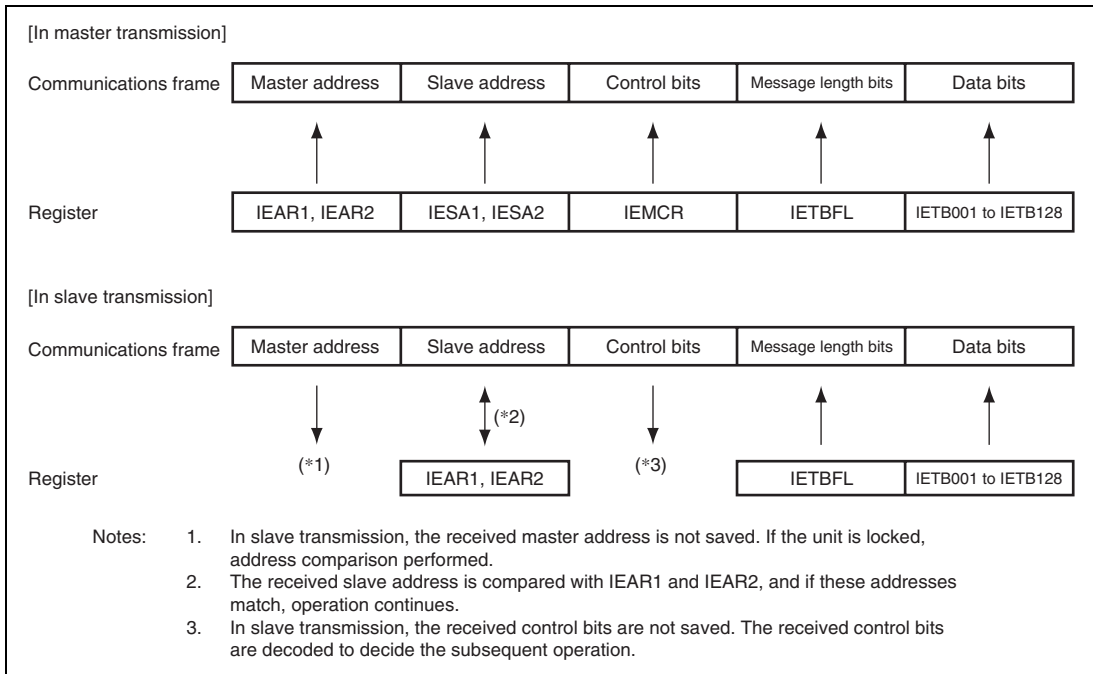 [In master transmission]
Communications frame Master address Slave address Control bits Message length bits Data bits
Register IEAR1, IEAR2 IESA1, IESA2 IEMCR IETBFL IETB001 to IETB128
[In slave transmission]
Communications frame Master address Slave address Control bits Message length bits Data bits
(*2)
(*1) (*3)
Register IEAR1, IEAR2 IETBFL IETB001 to IETB128
Notes: 1. In slave transmission, the received master address is not saved. If the unit is locked,
address comparison performed.
2. The received slave address is compared with IEAR1 and IEAR2, and if these addresses
match, operation continues.
3. In slave transmission, the received control bits are not saved. The received control bits
are decoded to decide the subsequent operation.